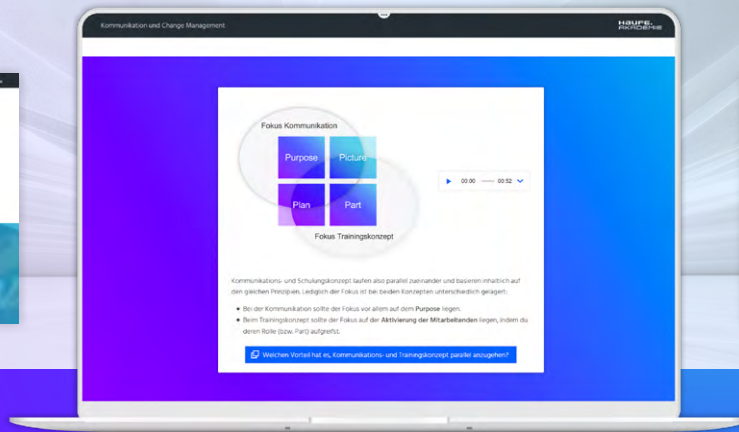 Kommunikation und Change Management
HAUFE.
AKADEMIE
Fokus Kommunikation
Purpose
Picture
Plan
Part
Fokus Trainingskonzept
00:00
00:52
Kommunikations- und Schulungskonzept laufen also parallel zueinander und basieren inhaltlich auf
den gleichen Prinzipien. Lediglich der Fokus ist bei beiden Konzepten unterschiedlich gelagert:
Bei der Kommunikation sollte der Fokus vor allem auf dem Purpose liegen.
Beim Trainingskonzept sollte der Fokus auf der Aktivierung der Mitarbeitenden liegen, indem du
deren Rolle (bzw. Part) aufgreifst.
Welchen Vorteil hat es, Kommunikations- und Trainingskonzept parallel anzugehen?